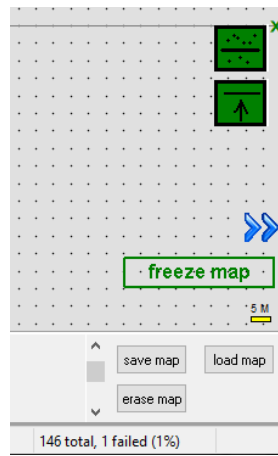 x
freeze map
5 M
save map
load map
erase map
146 total, 1 failed (1%)